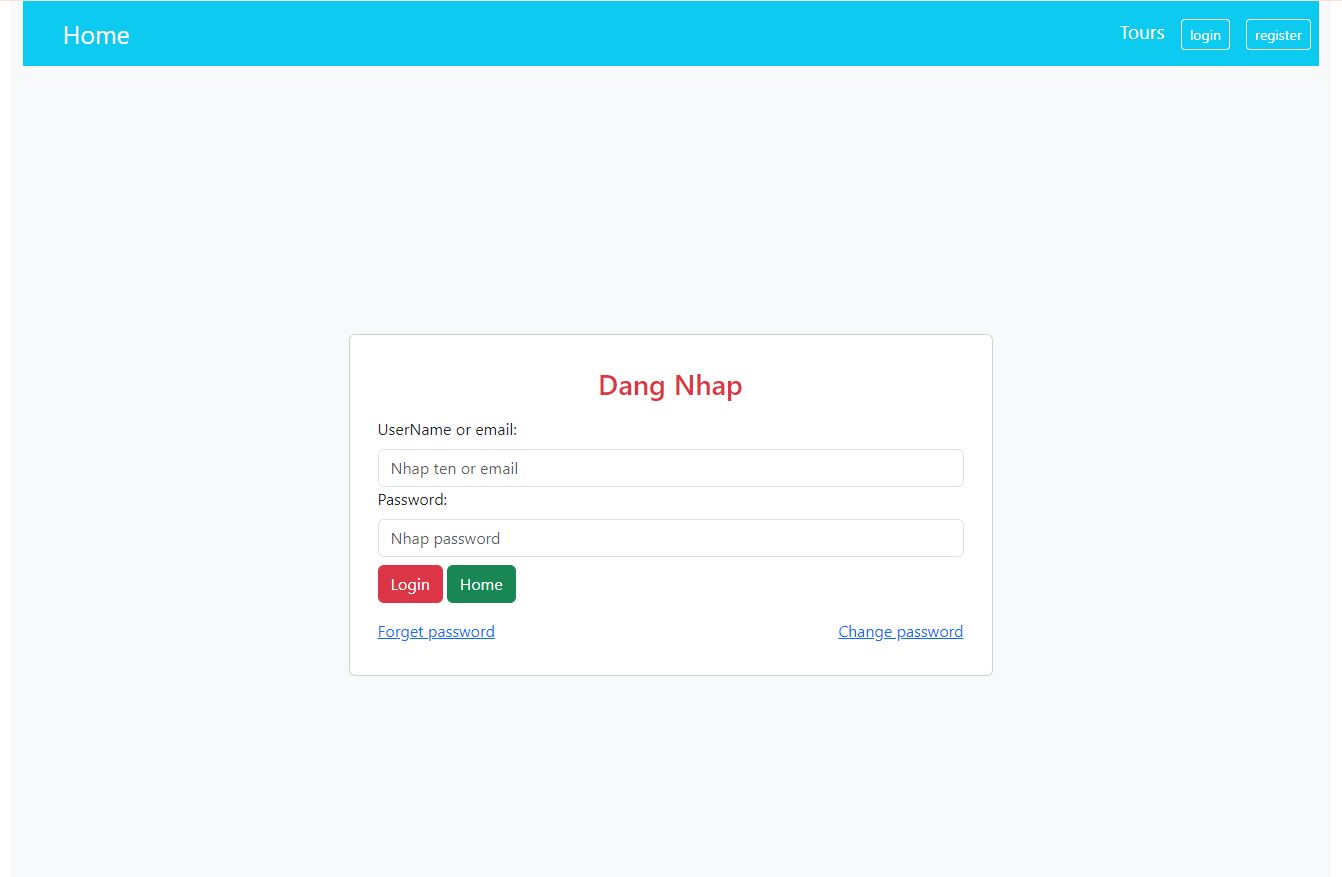 Home Tours login register
Dang Nhap
UserName or email:
Nhap ten or email
Password:
Nhap password
Login Home
Forget password Change password